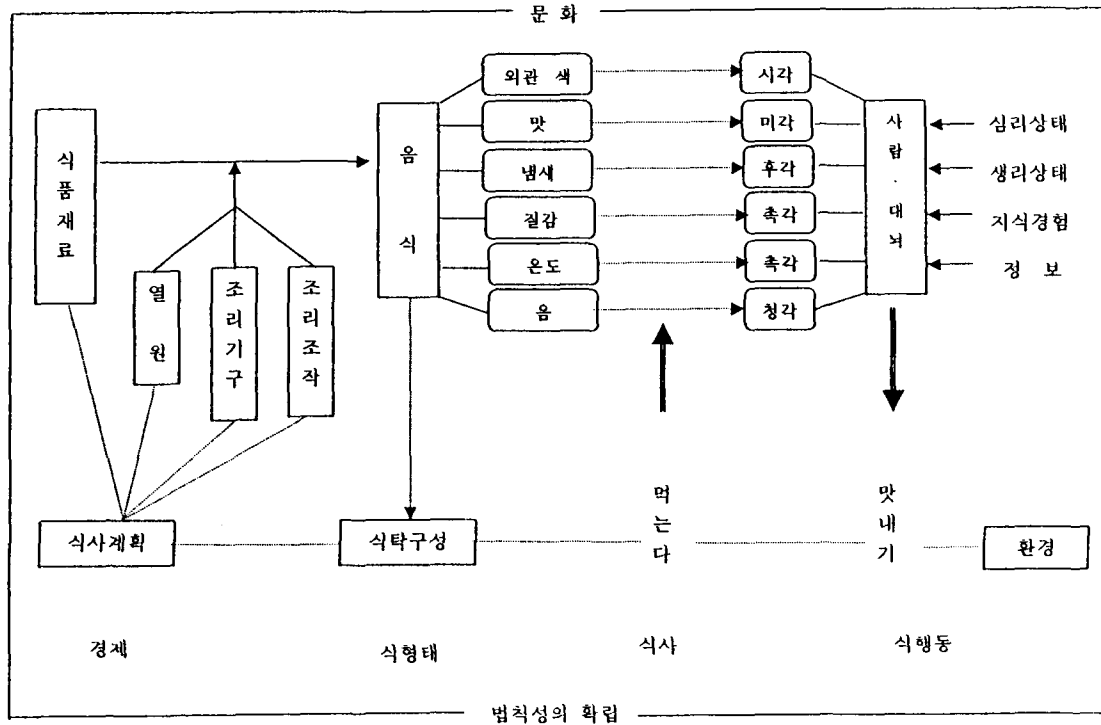 문 화
외관 색
시각
맛
미각
냄새
후각
질감
촉각
온도
촉각
음
청각
식품재료
음식
사람·대뇌
심리상태
생리상태
지식경험
정 보
열원
조리기구
조리조작
먹는다
맛내기
식사계획
식탁구성
환경
경제
식형태
식사
식행동
법칙성의 확립